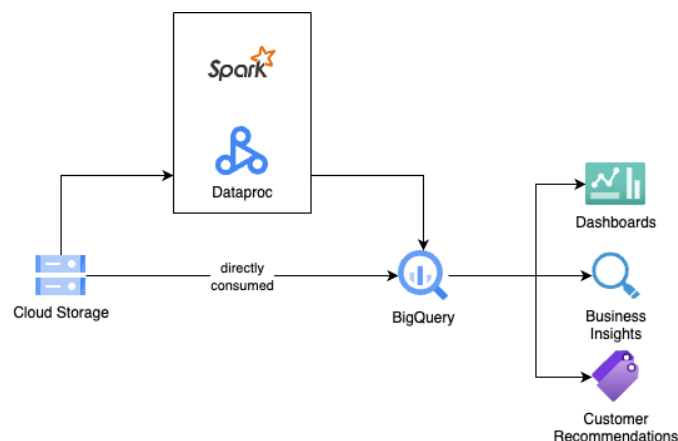 Spark
Dataproc
directly
consumed
Cloud Storage
BigQuery
Dashboards
Business
Insights
Customer
Recommendations